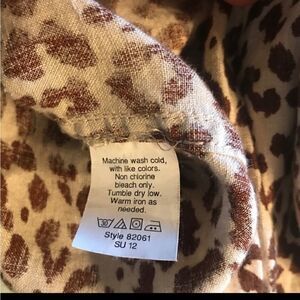 Machine wash cold,
with like colors.
Non chlorine
bleach only.
Tumble dry low.
Warm iron as
needed.
Style 82061
SU 12